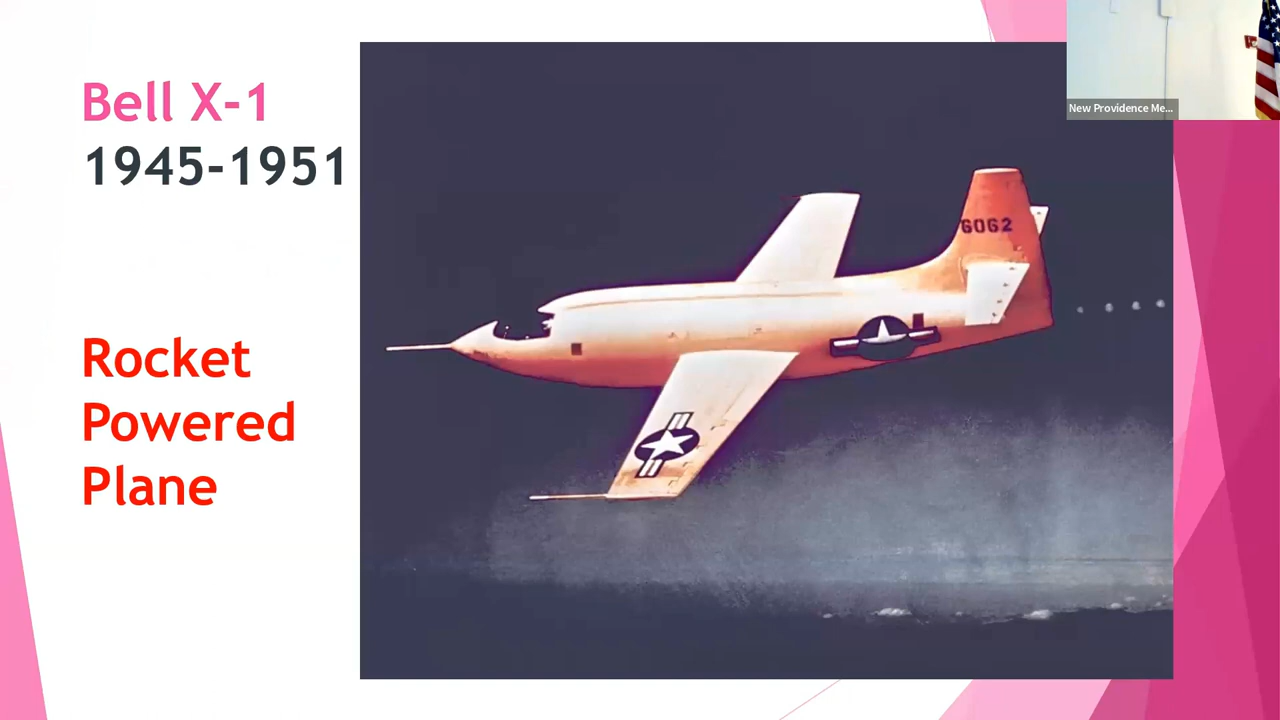 Bell X-1
1945-1951
Rocket
Powered
Plane
6062
New Providence Me...